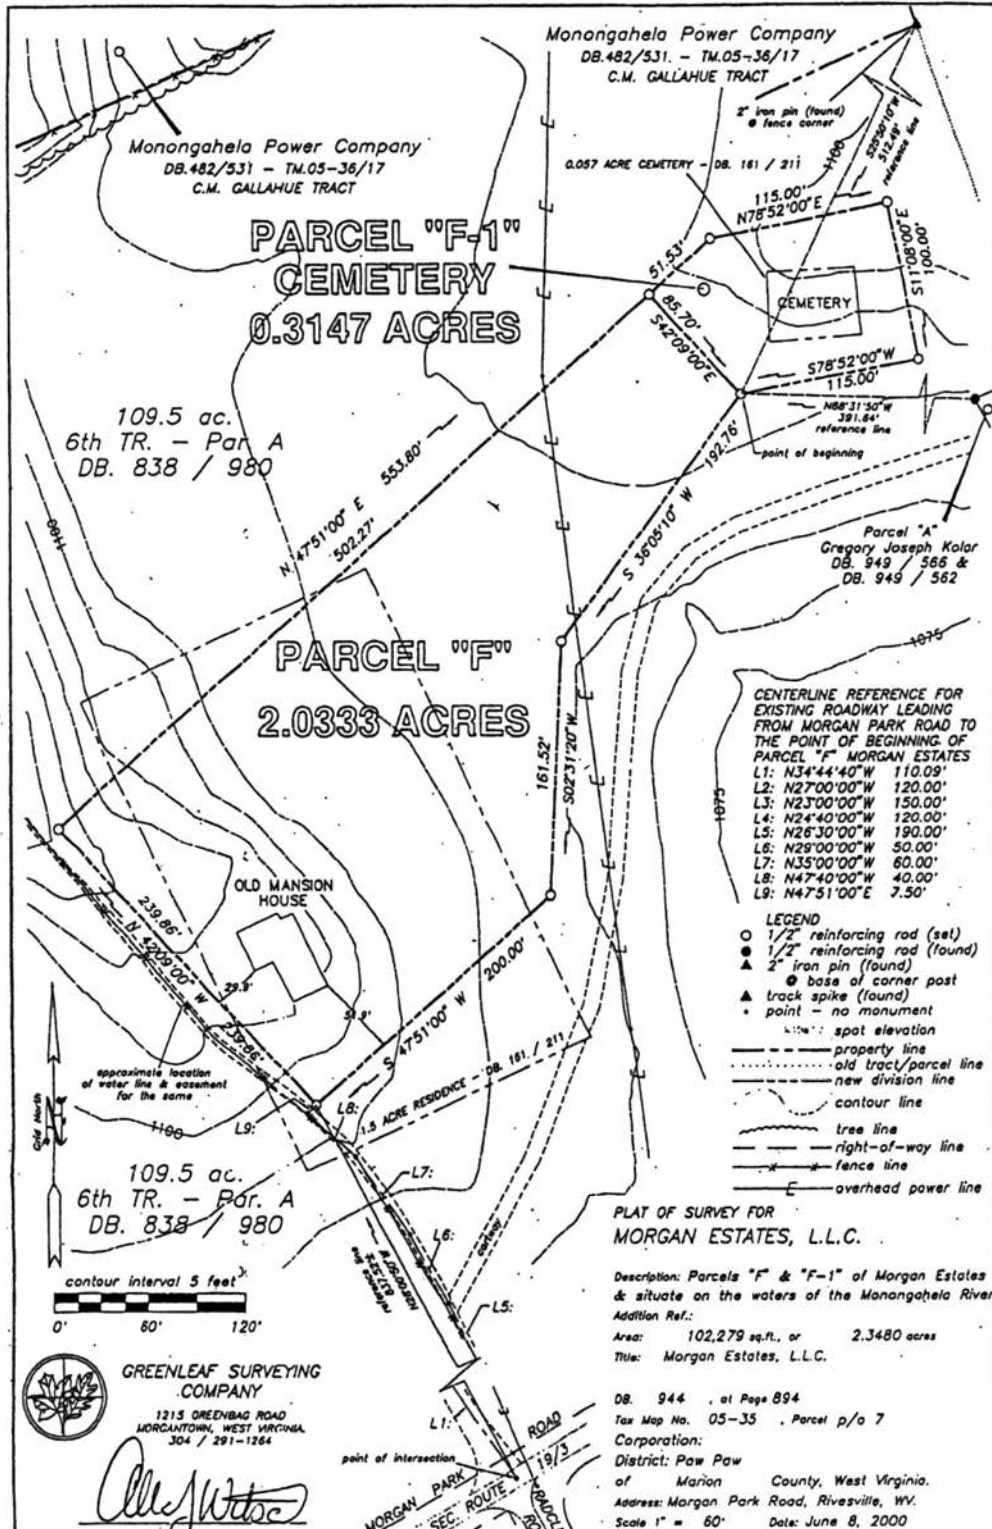 Monongahela Power Company
DB.482/531. - TM.05-36/17
C.M. GALLAHUE TRACT
2" iron pin (found)
@ fence corner
S25°50'10"W
512.49'
reference line
Monongahela Power Company
DB.482/531 - TM.05-36/17
C.M. GALLAHUE TRACT
0.057 ACRE CEMETERY - DB. 161 / 211
1100
115.00'
N78°52'00"E
PARCEL "F-1"
CEMETERY
0.3147 ACRES
51.53'
85.70'
S42°09'00"E
CEMETERY
S11°08'00"E
100.00'
S78°52'00"W
115.00'
N68°31'50"W
391.64'
reference line
point of beginning
109.5 ac.
6th TR. - Par. A
DB. 838 / 980
N 47°51'00" E 553.80'
502.27'
192.76'
S 36°05'10" W
Parcel "A"
Gregory Joseph Kolar
DB. 949 / 566 &
DB. 949 / 562
1100
1075
PARCEL "F"
2.0333 ACRES
161.52'
S02°31'20"W
1075
CENTERLINE REFERENCE FOR
EXISTING ROADWAY LEADING
FROM MORGAN PARK ROAD TO
THE POINT OF BEGINNING OF
PARCEL "F" MORGAN ESTATES
L1: N34°44'40"W 110.09'
L2: N27°00'00"W 120.00'
L3: N23°00'00"W 150.00'
L4: N24°40'00"W 120.00'
L5: N26°30'00"W 190.00'
L6: N29°00'00"W 50.00'
L7: N35°00'00"W 60.00'
L8: N47°40'00"W 40.00'
L9: N47°51'00"E 7.50'
OLD MANSION
HOUSE
239.86'
N 42°09'00" W
239.86'
29.8'
51.9'
S 47°51'00" W 200.00'
approximate location
of water line & easement
for the same
1100
L9:
L8:
1.5 ACRE RESIDENCE - DB. 161 / 211
L7:
L6:
L5:
cartway
reference line
LEGEND
1/2" reinforcing rod (set)
1/2" reinforcing rod (found)
2" iron pin (found)
@ base of corner post
track spike (found)
point - no monument
spot elevation
property line
old tract/parcel line
new division line
contour line
tree line
right-of-way line
fence line
E overhead power line
Grid North
N
109.5 ac.
6th TR. - Par. A
DB. 838 / 980
contour interval 5 feet
0' 60' 120'
GREENLEAF SURVEYING
COMPANY
1215 GREENBAG ROAD
MORGANTOWN, WEST VIRGINIA
304 / 291-1264
L1:
point of intersection
MORGAN PARK ROAD
SEC. ROUTE 19/3
PLAT OF SURVEY FOR
MORGAN ESTATES, L.L.C.
Description: Parcels "F" & "F-1" of Morgan Estates
& situate on the waters of the Monongahela River
Addition Ref.:
Area: 102,279 sq.ft., or 2.3480 acres
Title: Morgan Estates, L.L.C.
DB. 944 , at Page 894
Tax Map No. 05-35 , Parcel p/o 7
Corporation:
District: Paw Paw
of Marion County, West Virginia.
Address: Morgan Park Road, Rivesville, WV.
Scale 1" = 60' Date: June 8, 2000